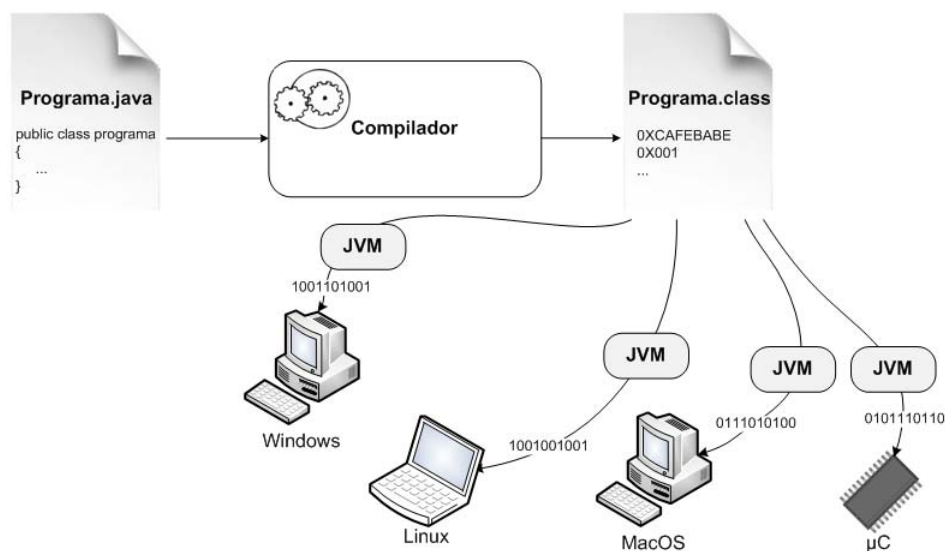 Programa.java
public class programa
{
...
}
Compilador
Programa.class
0XCAFEBABE
0X001
...
JVM
1001101001
Windows
JVM
1001001001
Linux
JVM
0111010100
MacOS
JVM
0101110110
µC